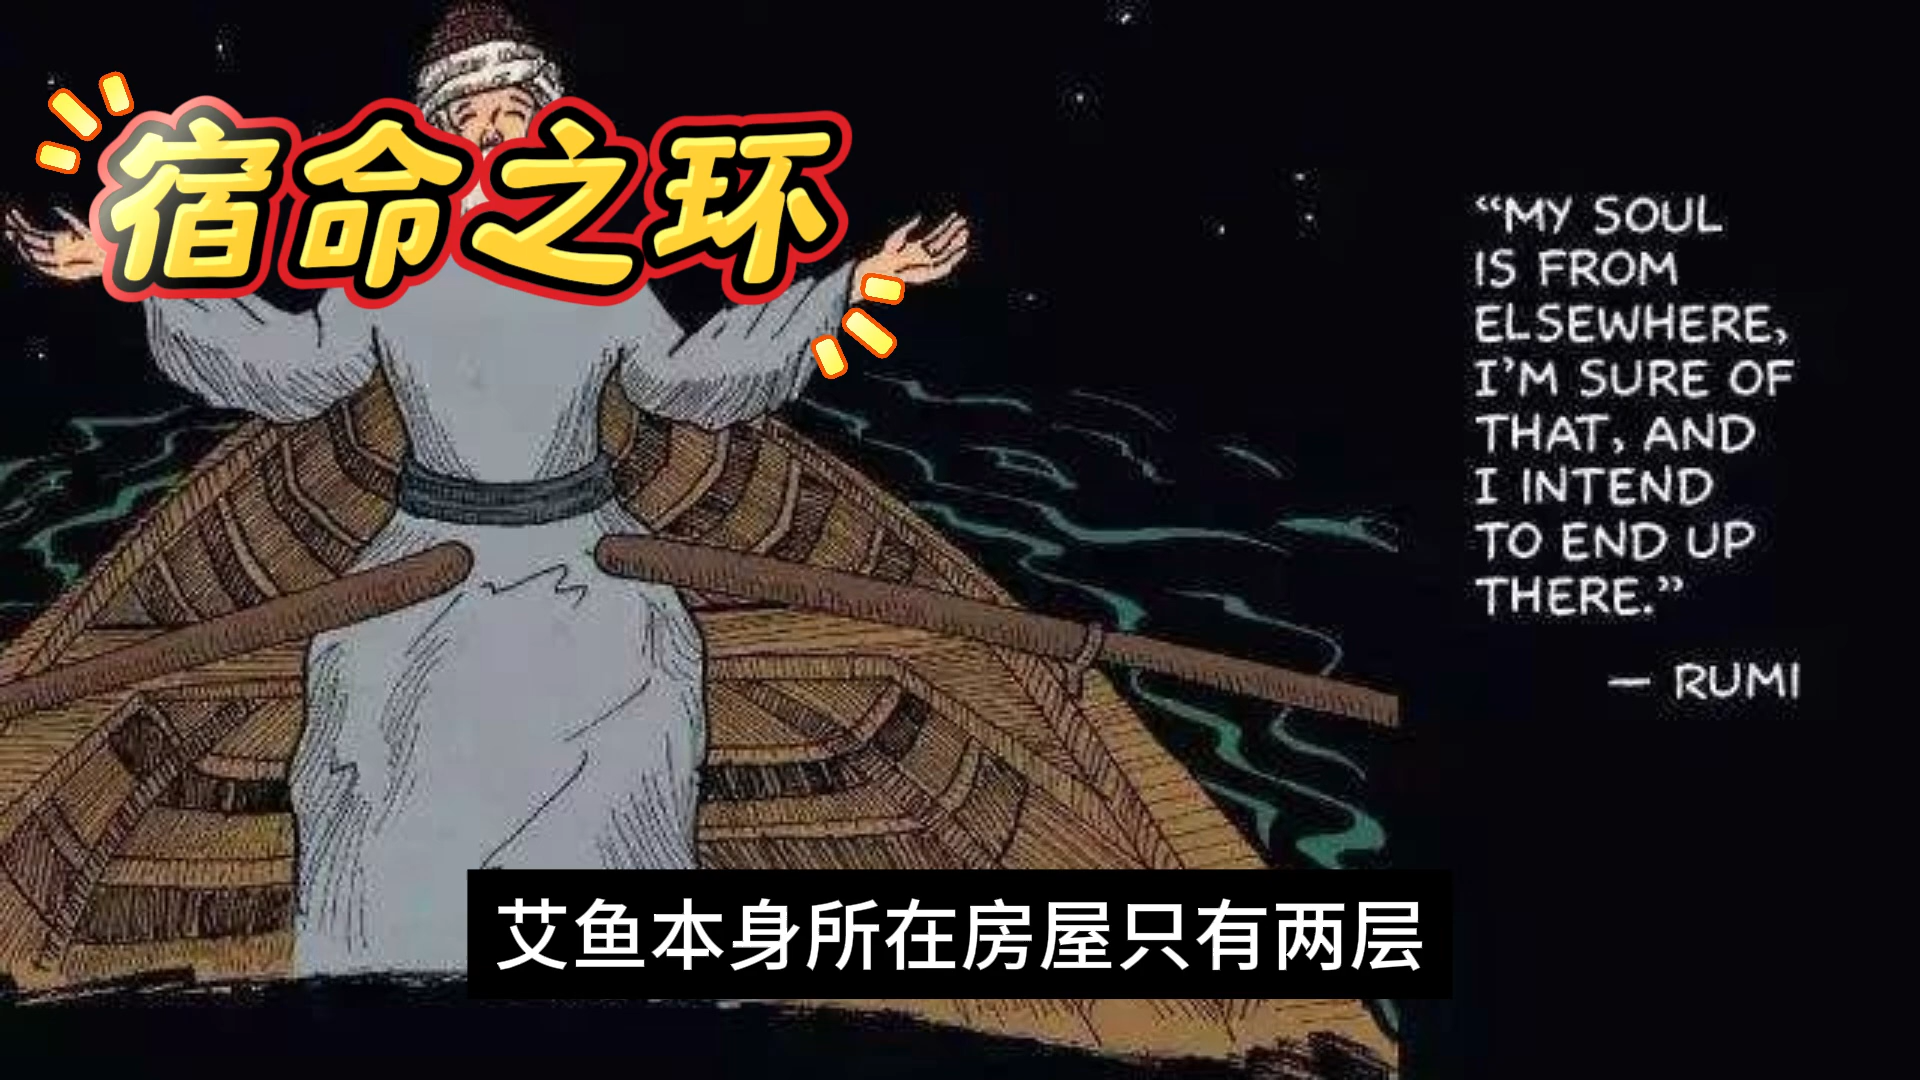 宿命之环
“MY SOUL
IS FROM
ELSEWHERE,
I’M SURE OF
THAT, AND
I INTEND
TO END UP
THERE.”
— RUMI
艾鱼本身所在房屋只有两层